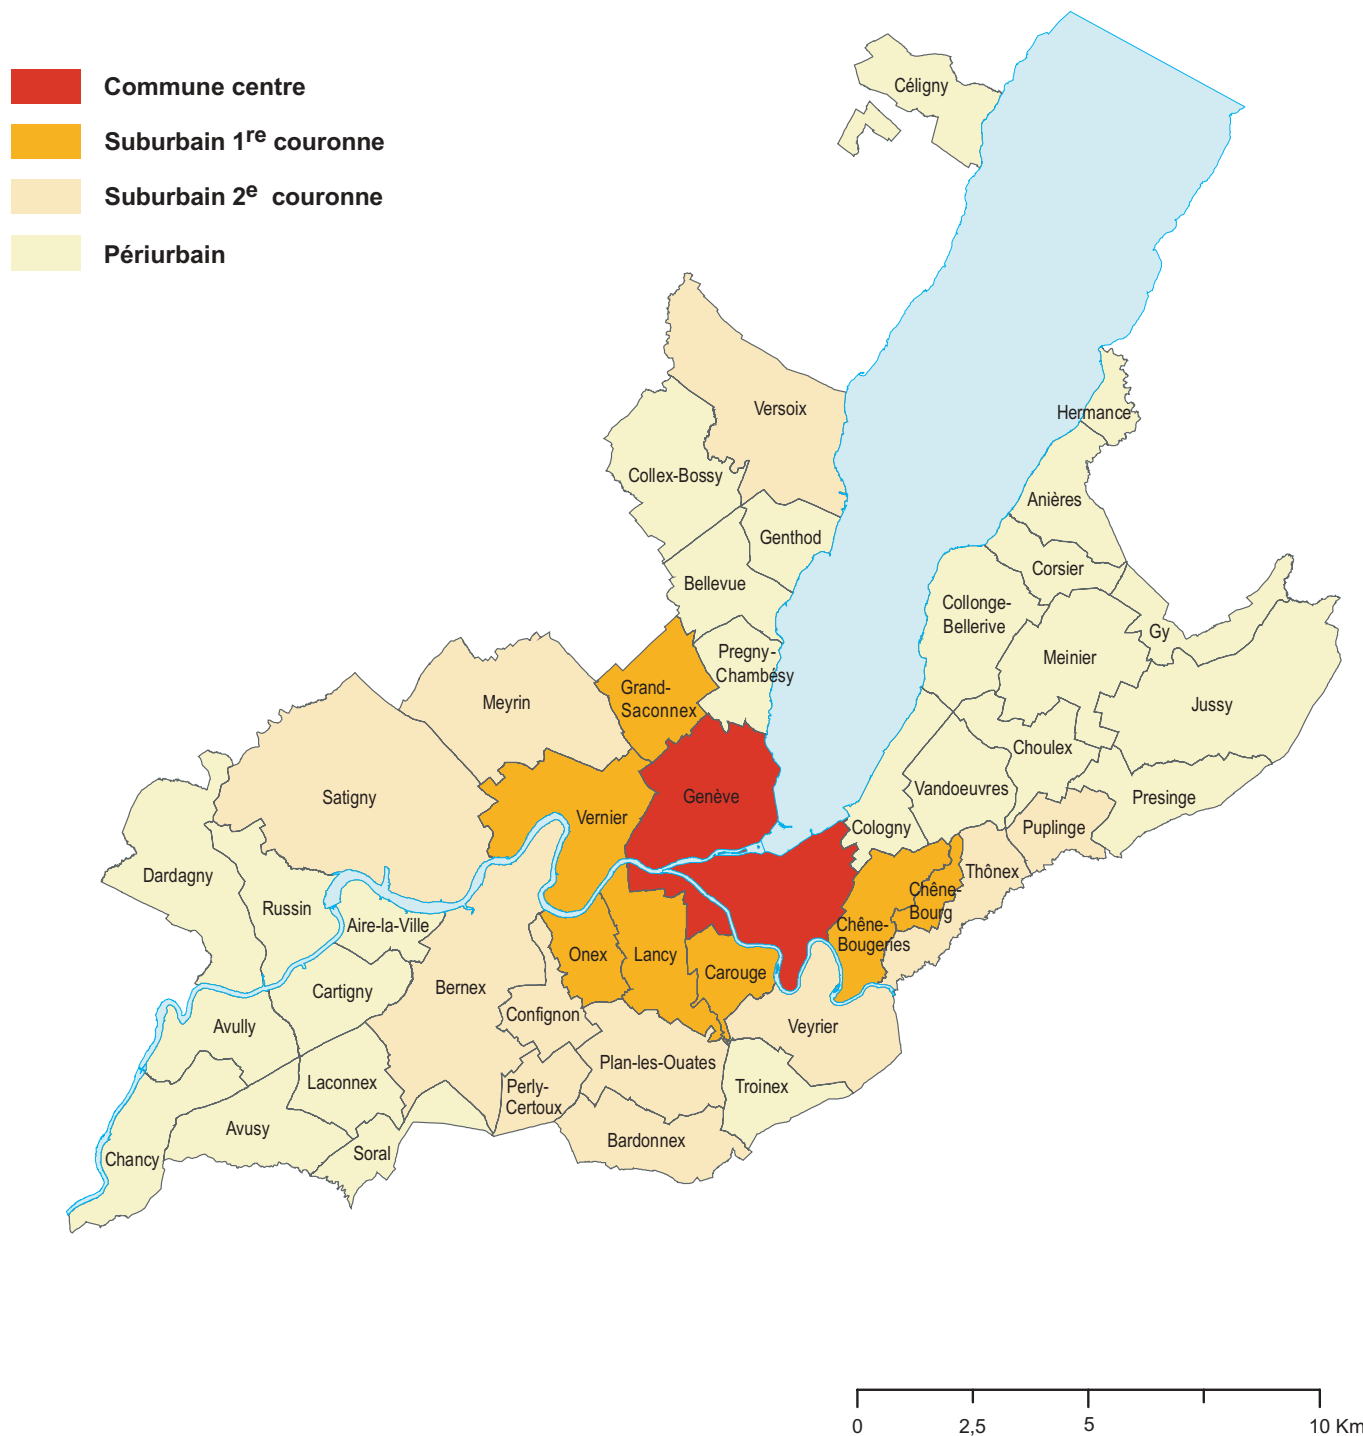 Commune centre
Suburbain 1re couronne
Suburbain 2e couronne
Périurbain
Céligny
Versoix
Hermance
Collex-Bossy
Anières
Genthod
Corsier
Bellevue
Collonge-
Bellerive
Gy
Pregny-
Chambésy
Meinier
Grand-
Saconnex
Meyrin
Jussy
Choulex
Satigny
Genève
Vandoeuvres
Presinge
Vernier
Cologny
Puplinge
Dardagny
Thônex
Chêne-
Bourg
Russin
Aire-la-Ville
Chêne-
Bougeries
Onex
Lancy
Carouge
Bernex
Cartigny
Confignon
Avully
Veyrier
Plan-les-Ouates
Laconnex
Perly-
Certoux
Troinex
Avusy
Bardonnex
Soral
Chancy
0 2,5 5 10 Km